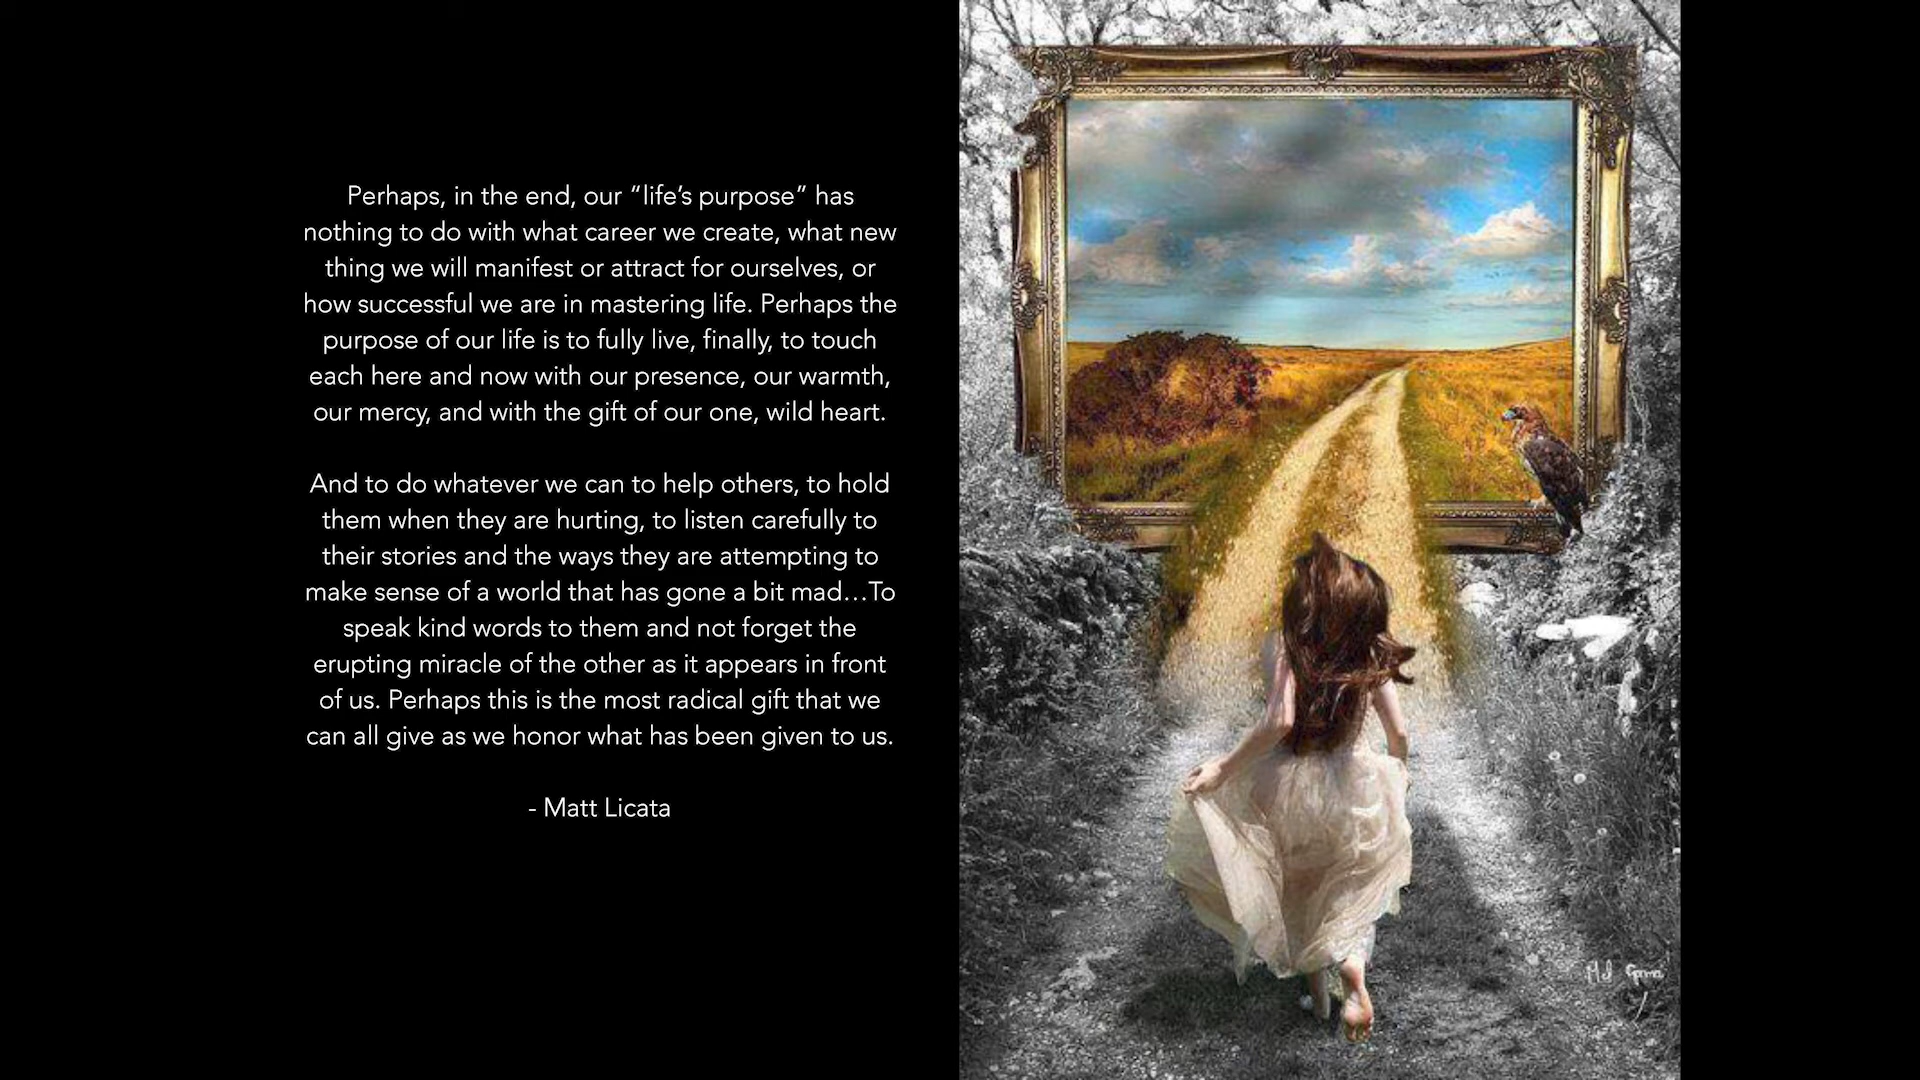 Perhaps, in the end, our “life’s purpose” has
nothing to do with what career we create, what new
thing we will manifest or attract for ourselves, or
how successful we are in mastering life. Perhaps the
purpose of our life is to fully live, finally, to touch
each here and now with our presence, our warmth,
our mercy, and with the gift of our one, wild heart.
And to do whatever we can to help others, to hold
them when they are hurting, to listen carefully to
their stories and the ways they are attempting to
make sense of a world that has gone a bit mad…To
speak kind words to them and not forget the
erupting miracle of the other as it appears in front
of us. Perhaps this is the most radical gift that we
can all give as we honor what has been given to us.
- Matt Licata